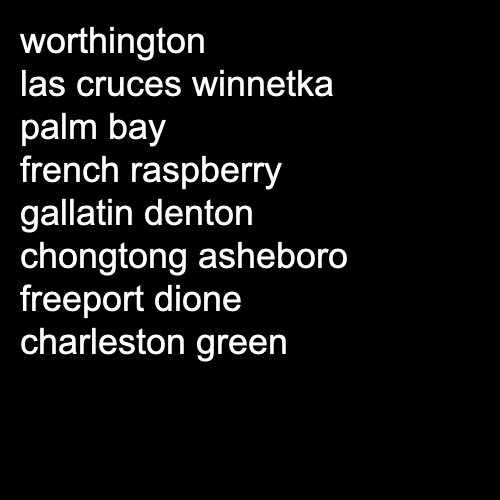 worthington
las cruces winnetka
palm bay
french raspberry
gallatin denton
chongtong asheboro
freeport dione
charleston green